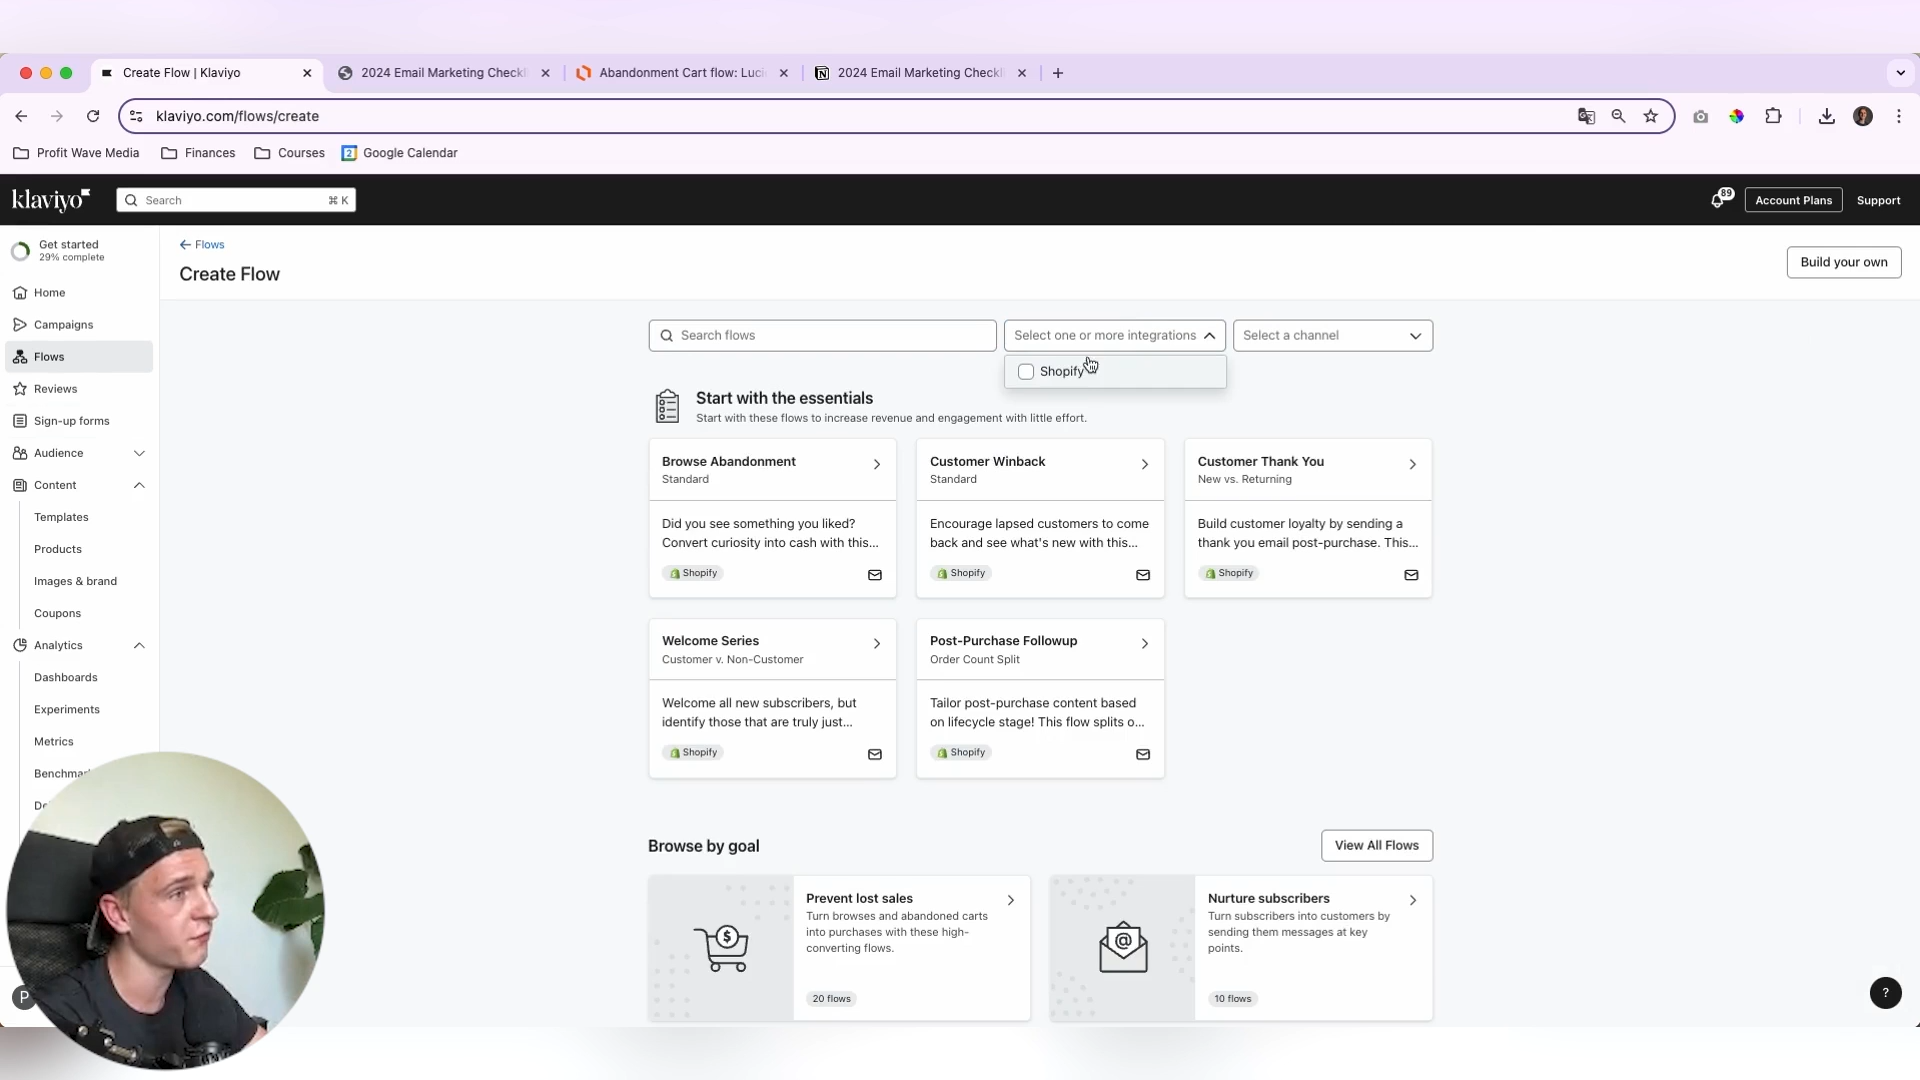 Create Flow | Klaviyo
2024 Email Marketing Checkl
Abandonment Cart flow: Luci
2024 Email Marketing Checkl
klaviyo.com/flows/create
Profit Wave Media
Finances
Courses
2
Google Calendar
klaviyo
Search
⌘ K
89
Account Plans
Support
Get started
29% complete
Home
Campaigns
Flows
Reviews
Sign-up forms
Audience
Content
Templates
Products
Images & brand
Coupons
Analytics
Dashboards
Experiments
Metrics
Benchmar
De
P
← Flows
Create Flow
Build your own
Search flows
Select one or more integrations
Select a channel
Shopify
Start with the essentials
Start with these flows to increase revenue and engagement with little effort.
Browse Abandonment
Standard
Did you see something you liked?
Convert curiosity into cash with this...
Shopify
Customer Winback
Standard
Encourage lapsed customers to come
back and see what's new with this...
Shopify
Customer Thank You
New vs. Returning
Build customer loyalty by sending a
thank you email post-purchase. This...
Shopify
Welcome Series
Customer v. Non-Customer
Welcome all new subscribers, but
identify those that are truly just...
Shopify
Post-Purchase Followup
Order Count Split
Tailor post-purchase content based
on lifecycle stage! This flow splits o...
Shopify
Browse by goal
View All Flows
$
Prevent lost sales
Turn browses and abandoned carts
into purchases with these high-
converting flows.
20 flows
@
Nurture subscribers
Turn subscribers into customers by
sending them messages at key
points.
10 flows
?